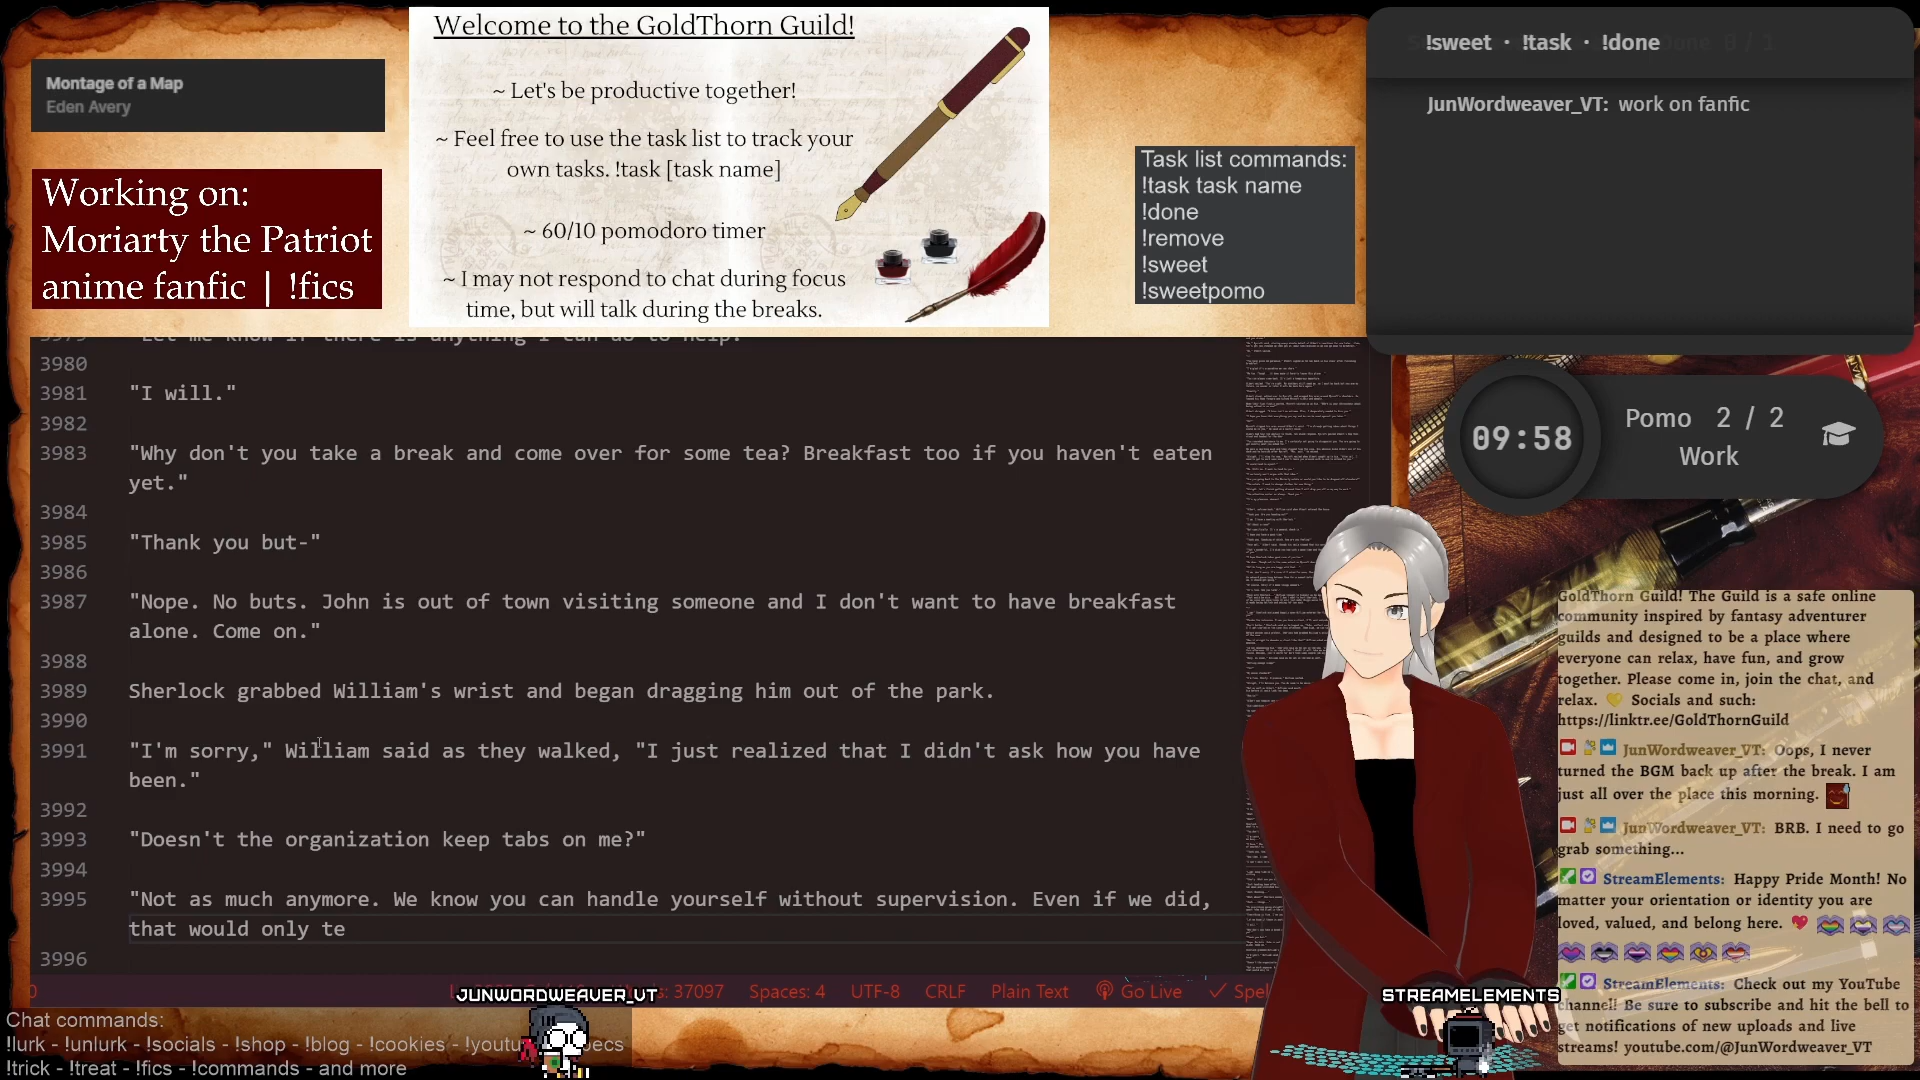 Montage of a Map
Eden Avery
Working on:
Moriarty the Patriot
anime fanfic | !fics
Welcome to the GoldThorn Guild!
~ Let's be productive together!
~ Feel free to use the task list to track your
own tasks. !task [task name]
~ 60/10 pomodoro timer
~ I may not respond to chat during focus
time, but will talk during the breaks.
Task list commands:
!task task name
!done
!remove
!sweet
!sweetpomo
!sweet · !task · !done
JunWordweaver_VT: work on fanfic
09:58
Pomo 2 / 2
Work
3979 "Let me know if there is anything I can do to help."
3980
3981 "I will."
3982
3983 "Why don't you take a break and come over for some tea? Breakfast too if you haven't eaten
yet."
3984
3985 "Thank you but-"
3986
3987 "Nope. No buts. John is out of town visiting someone and I don't want to have breakfast
alone. Come on."
3988
3989 Sherlock grabbed William's wrist and began dragging him out of the park.
3990
3991 "I'm sorry," William said as they walked, "I just realized that I didn't ask how you have
been."
3992
3993 "Doesn't the organization keep tabs on me?"
3994
3995 "Not as much anymore. We know you can handle yourself without supervision. Even if we did,
that would only te
3996
37097 Spaces: 4 UTF-8 CRLF Plain Text Go Live
JUNWORDWEAVER_VT
STREAMELEMENTS
Chat commands:
!lurk - !unlurk - !socials - !shop - !blog - !cookies -
!trick - !treat - !fics - !commands - and more
GoldThorn Guild! The Guild is a safe online
community inspired by fantasy adventurer
guilds and designed to be a place where
everyone can relax, have fun, and grow
together. Please come in, join the chat, and
relax. 💛 Socials and such:
https://linktr.ee/GoldThornGuild
JunWordweaver_VT: Oops, I never
turned the BGM back up after the break. I am
just all over the place this morning.
JunWordweaver_VT: BRB. I need to go
grab something...
StreamElements: Happy Pride Month! No
matter your orientation or identity you are
loved, valued, and belong here. 💖
StreamElements: Check out my YouTube
channel! Be sure to subscribe and hit the bell to
get notifications of new uploads and live
streams! youtube.com/@JunWordweaver_VT